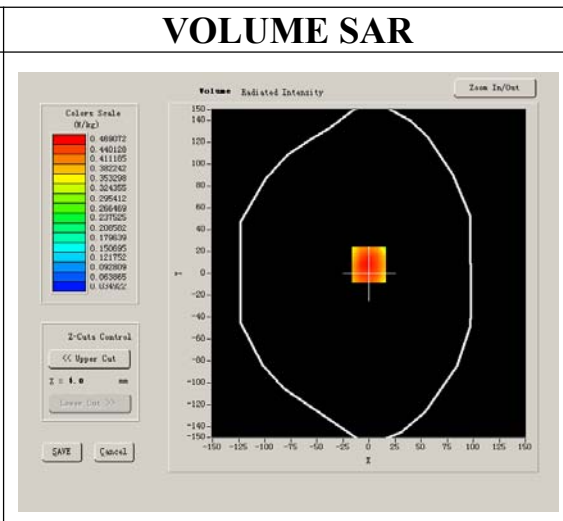 VOLUME SAR
Volume Radiated Intensity
Zoom In/Out
Colors Scale
(W/kg)
0.469072
0.440128
0.411185
0.382242
0.353298
0.324355
0.295412
0.266469
0.237525
0.208582
0.179639
0.150695
0.121752
0.092809
0.063865
0.034922
150
140
120
100
80
60
40
20
0
-20
-40
-60
-80
-100
-120
-140
-150
Y
-150 -125 -100 -75 -50 -25 0 25 50 75 100 125 150
X
Z-Cuts Control
<< Upper Cut
Z = mm
Lower Cut >>
SAVE Cancel